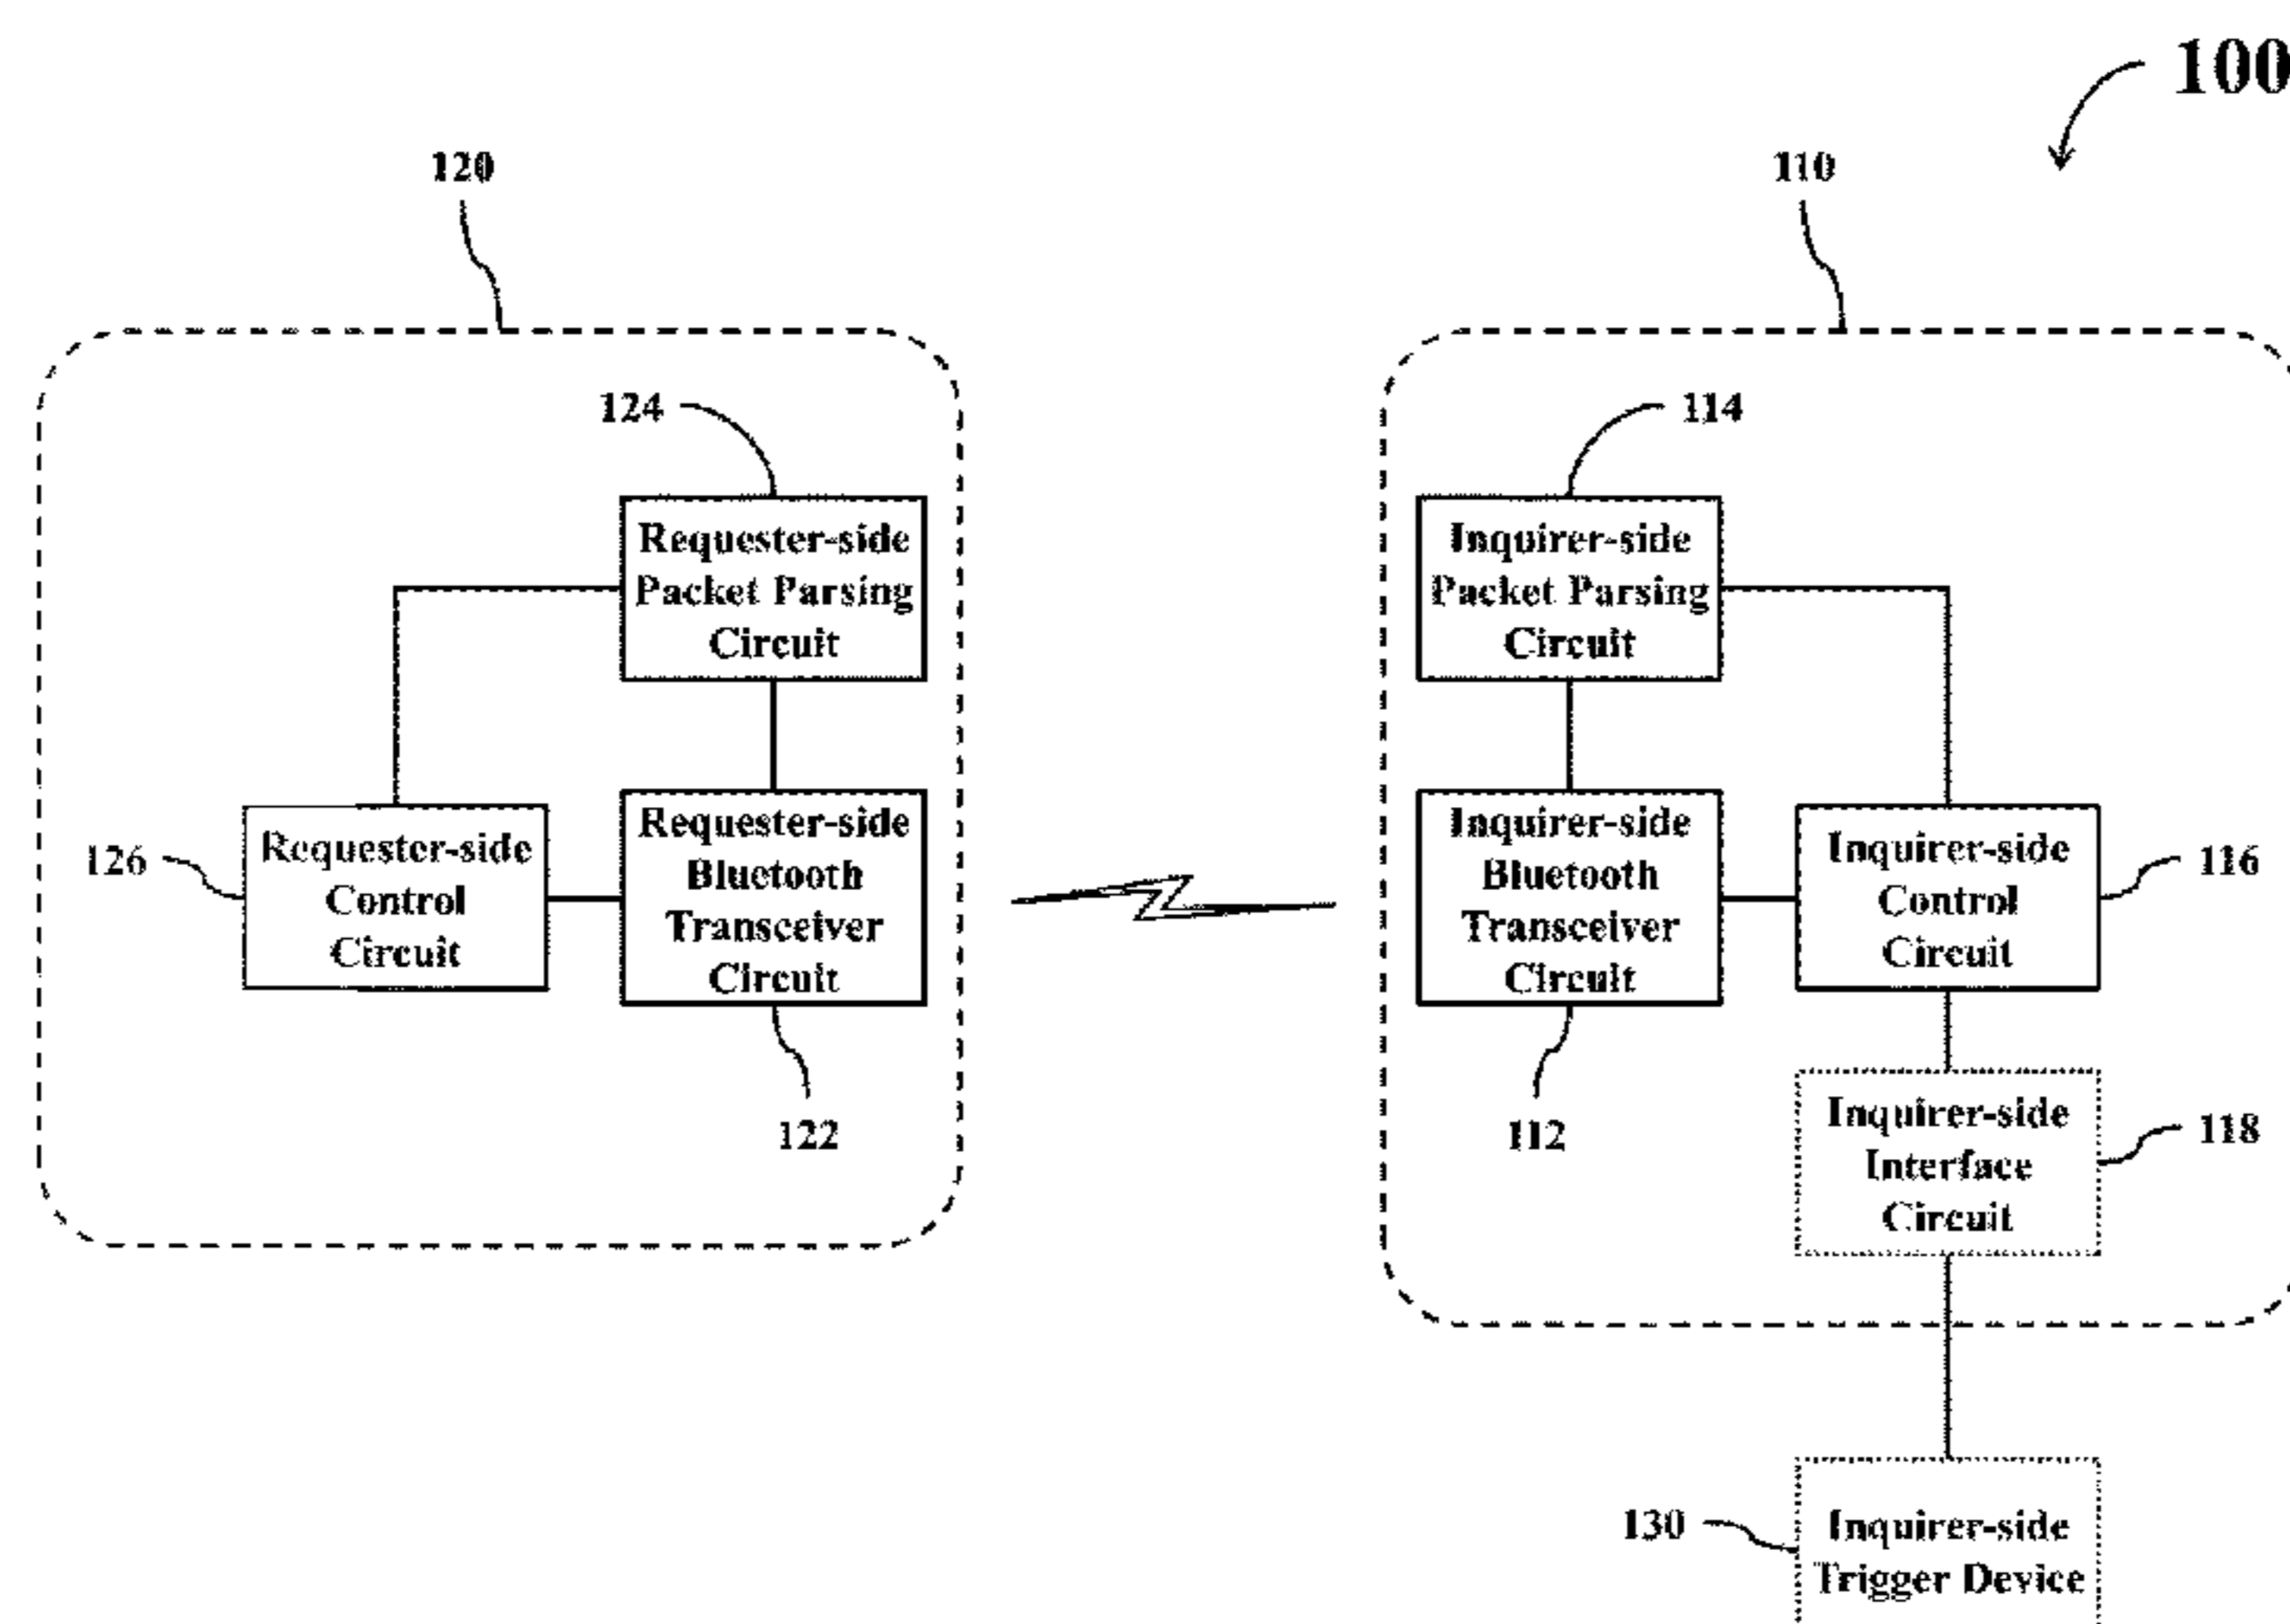 100
120
110
124
114
Requester-side
Packet Parsing
Circuit
Inquirer-side
Packet Parsing
Circuit
126
Requester-side
Control
Circuit
Requester-side
Bluetooth
Transceiver
Circuit
Inquirer-side
Bluetooth
Transceiver
Circuit
Inquirer-side
Control
Circuit
116
122
112
Inquirer-side
Interface
Circuit
118
130
Inquirer-side
Trigger Device